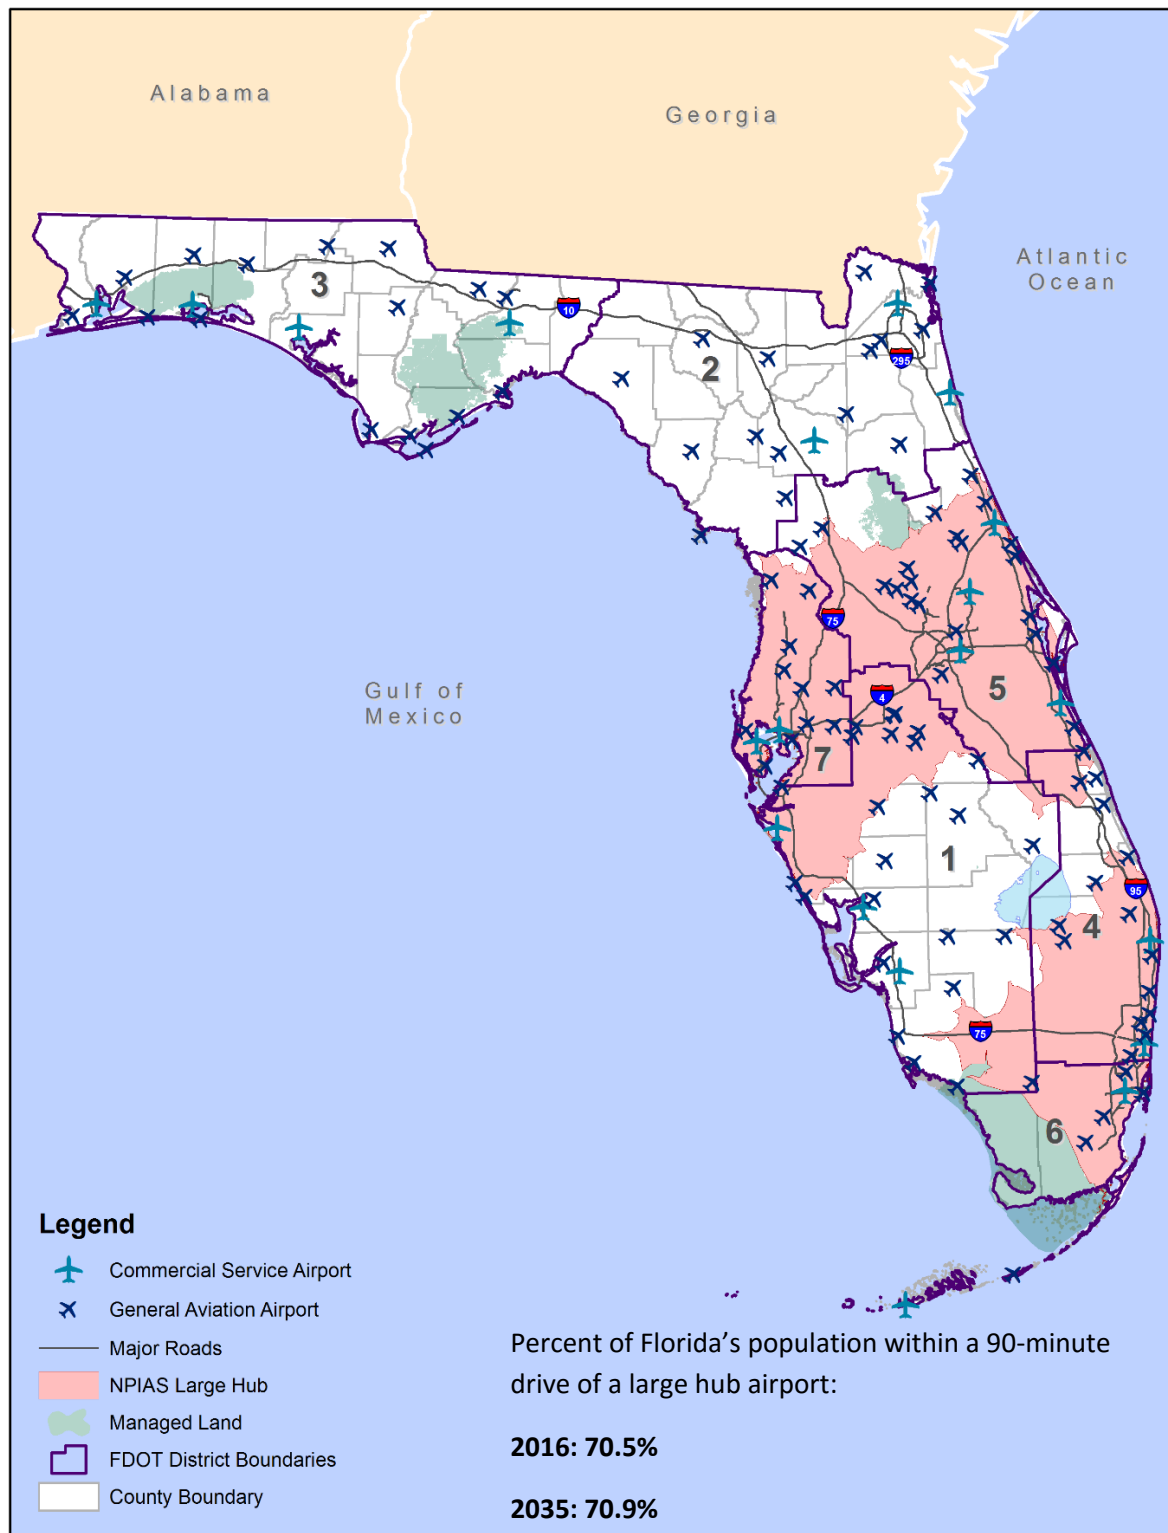 Alabama
Georgia
Atlantic
Ocean
3
10
2
295
75
Gulf of
Mexico
4
5
7
1
95
4
75
6
Legend
Commercial Service Airport
General Aviation Airport
Major Roads
NPIAS Large Hub
Managed Land
FDOT District Boundaries
County Boundary
Percent of Florida’s population within a 90-minute
drive of a large hub airport:
2016: 70.5%
2035: 70.9%